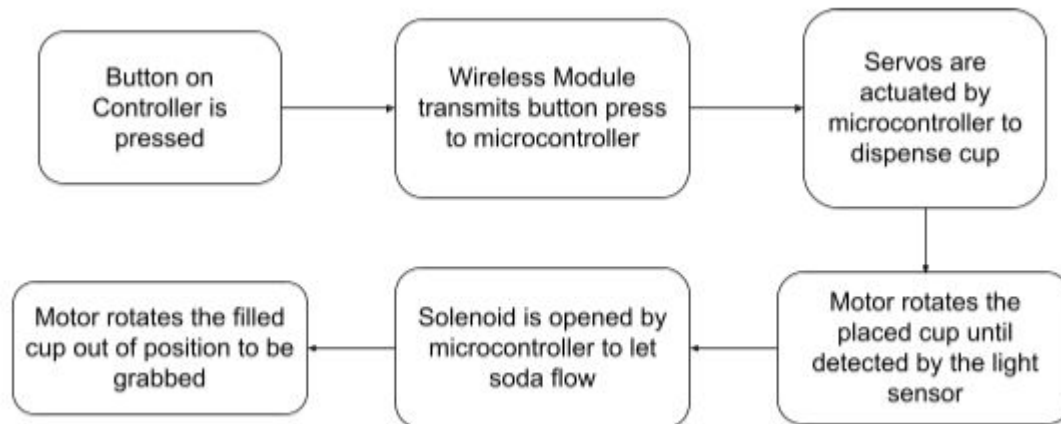 Button on
Controller is
pressed
Wireless Module
transmits button press
to microcontroller
Servos are
actuated by
microcontroller to
dispense cup
Motor rotates the
placed cup until
detected by the light
sensor
Solenoid is opened by
microcontroller to let
soda flow
Motor rotates the filled
cup out of position to be
grabbed